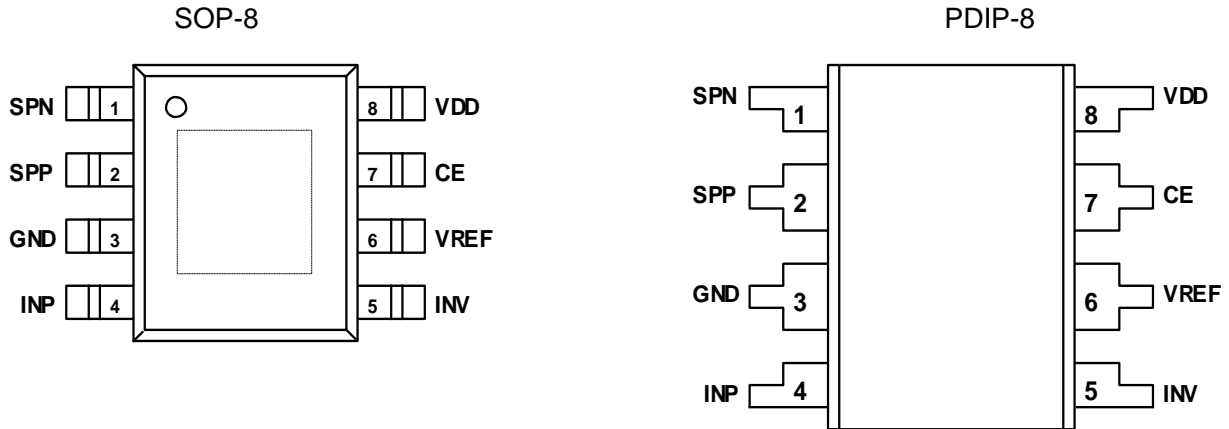 SOP-8
SPN 1 8 VDD
SPP 2 7 CE
GND 3 6 VREF
INP 4 5 INV
PDIP-8
SPN 1 8 VDD
SPP 2 7 CE
GND 3 6 VREF
INP 4 5 INV